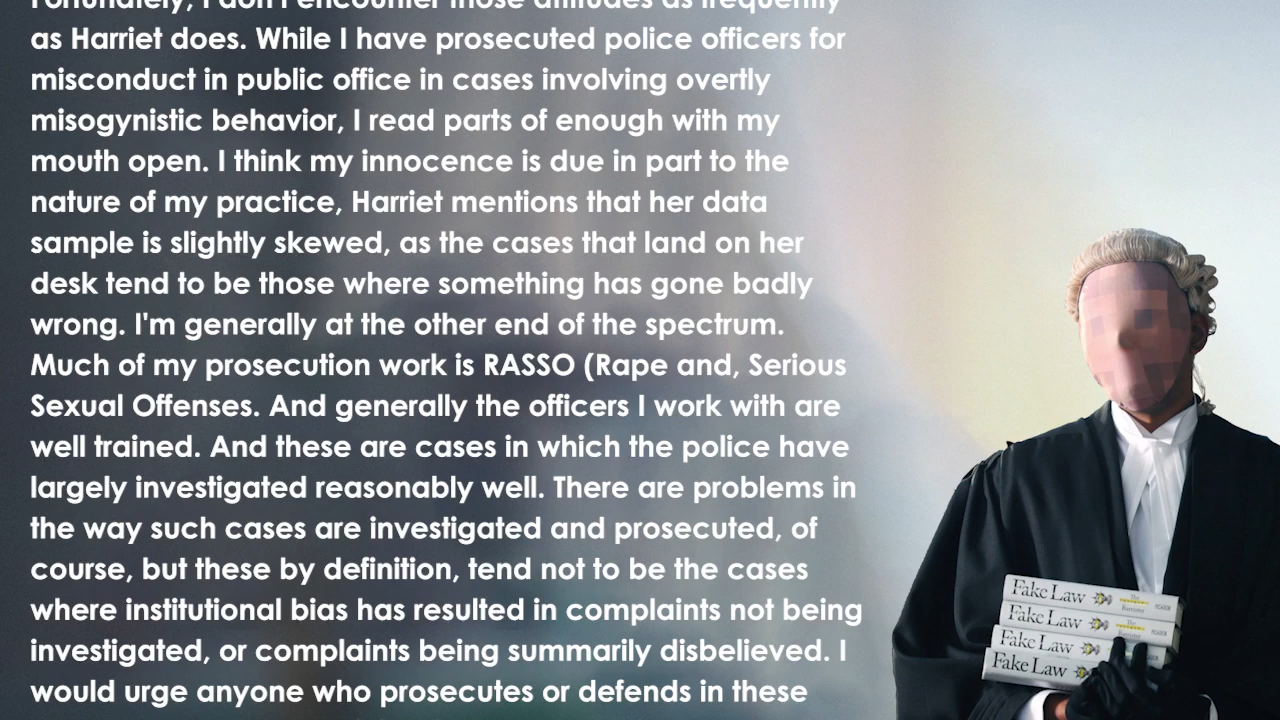 Fortunately, I don't encounter those attitudes as frequently
as Harriet does. While I have prosecuted police officers for
misconduct in public office in cases involving overtly
misogynistic behavior, I read parts of enough with my
mouth open. I think my innocence is due in part to the
nature of my practice, Harriet mentions that her data
sample is slightly skewed, as the cases that land on her
desk tend to be those where something has gone badly
wrong. I'm generally at the other end of the spectrum.
Much of my prosecution work is RASSO (Rape and, Serious
Sexual Offenses. And generally the officers I work with are
well trained. And these are cases in which the police have
largely investigated reasonably well. There are problems in
the way such cases are investigated and prosecuted, of
course, but these by definition, tend not to be the cases
where institutional bias has resulted in complaints not being
investigated, or complaints being summarily disbelieved. I
would urge anyone who prosecutes or defends in these
Fake Law
Fake Law
Fake Law
Fake Law